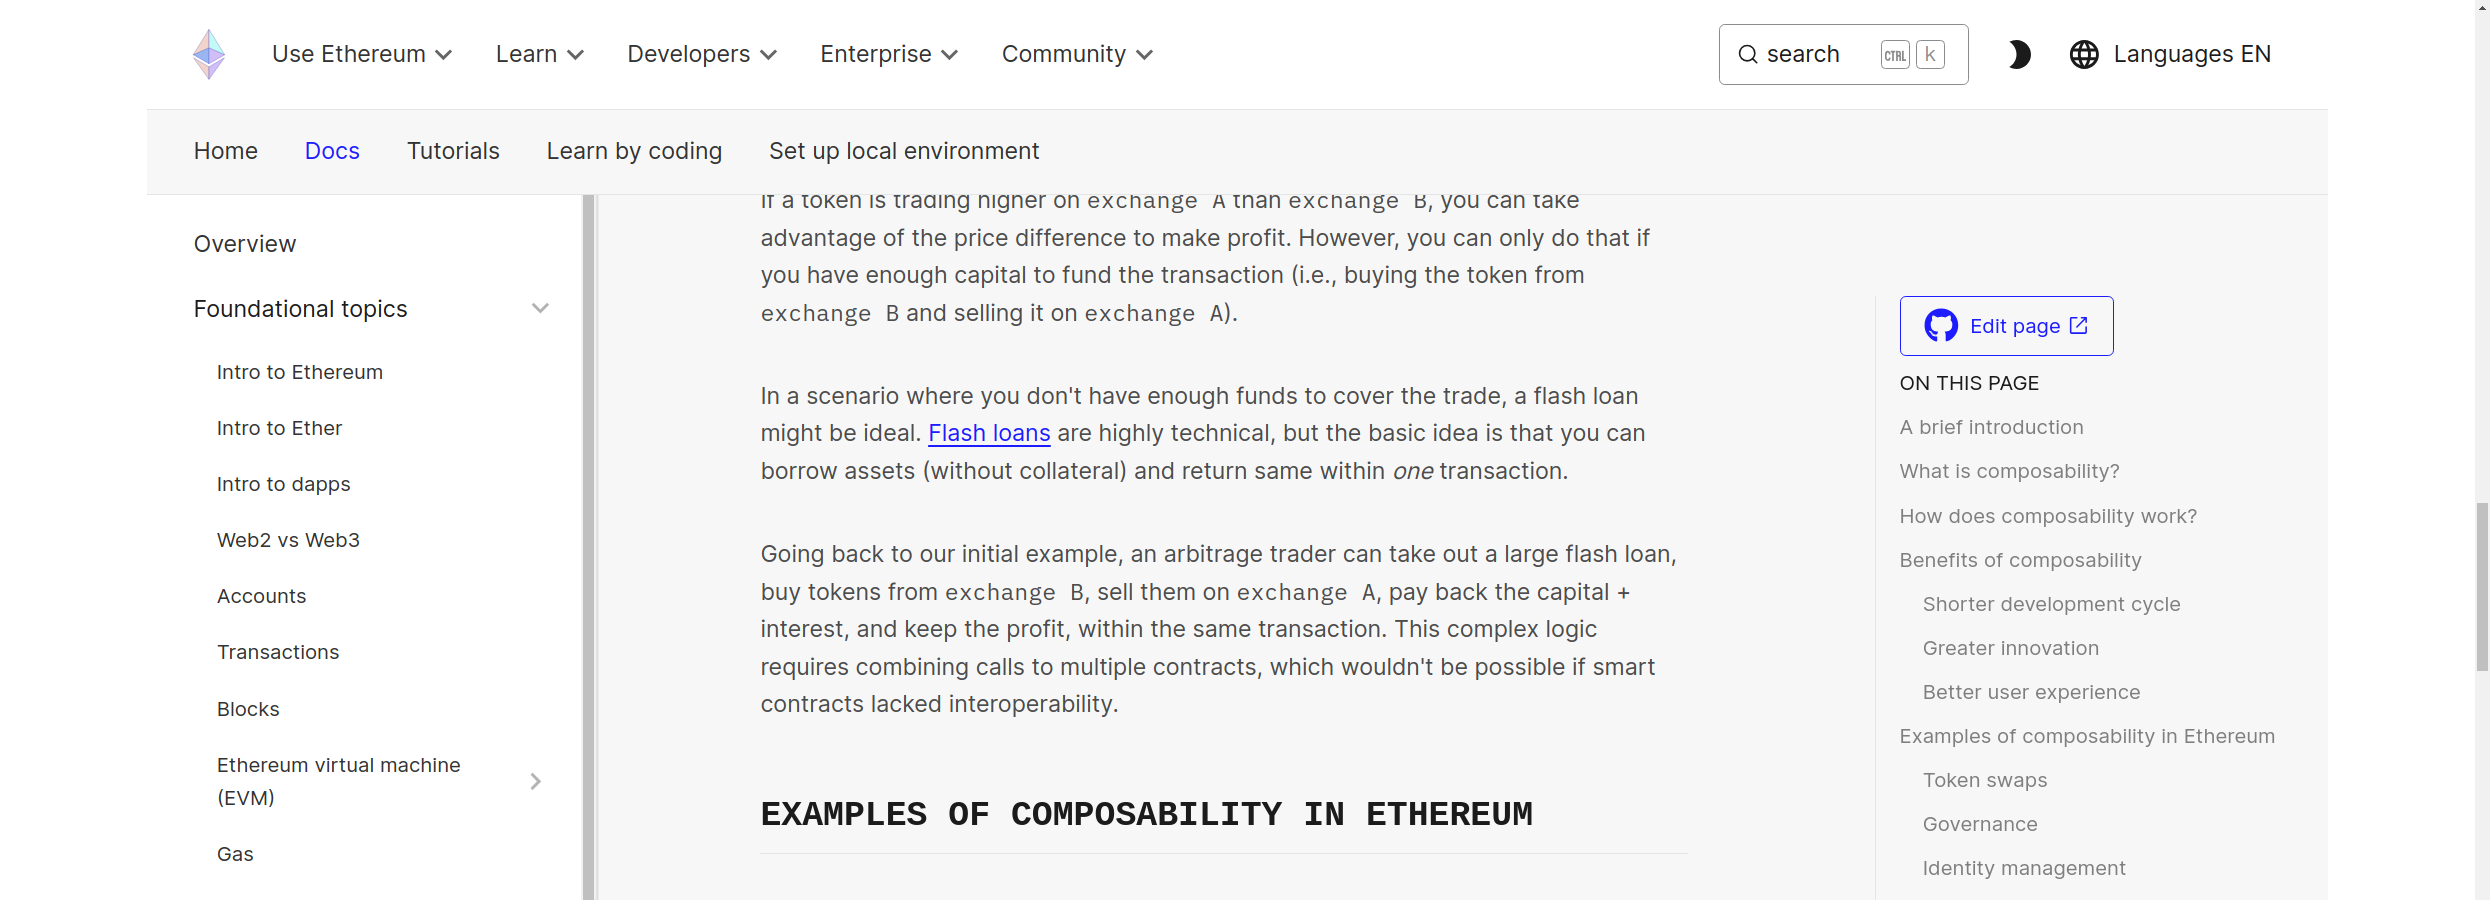 Use Ethereum
Learn
Developers
Enterprise
Community
search
CTRL
k
Languages EN
Home
Docs
Tutorials
Learn by coding
Set up local environment
Overview
Foundational topics
Intro to Ethereum
Intro to Ether
Intro to dapps
Web2 vs Web3
Accounts
Transactions
Blocks
Ethereum virtual machine
(EVM)
Gas
If a token is trading higher on exchange A than exchange B, you can take
advantage of the price difference to make profit. However, you can only do that if
you have enough capital to fund the transaction (i.e., buying the token from
exchange B and selling it on exchange A).
In a scenario where you don't have enough funds to cover the trade, a flash loan
might be ideal. Flash loans are highly technical, but the basic idea is that you can
borrow assets (without collateral) and return same within one transaction.
Going back to our initial example, an arbitrage trader can take out a large flash loan,
buy tokens from exchange B, sell them on exchange A, pay back the capital +
interest, and keep the profit, within the same transaction. This complex logic
requires combining calls to multiple contracts, which wouldn't be possible if smart
contracts lacked interoperability.
EXAMPLES OF COMPOSABILITY IN ETHEREUM
Edit page
ON THIS PAGE
A brief introduction
What is composability?
How does composability work?
Benefits of composability
Shorter development cycle
Greater innovation
Better user experience
Examples of composability in Ethereum
Token swaps
Governance
Identity management